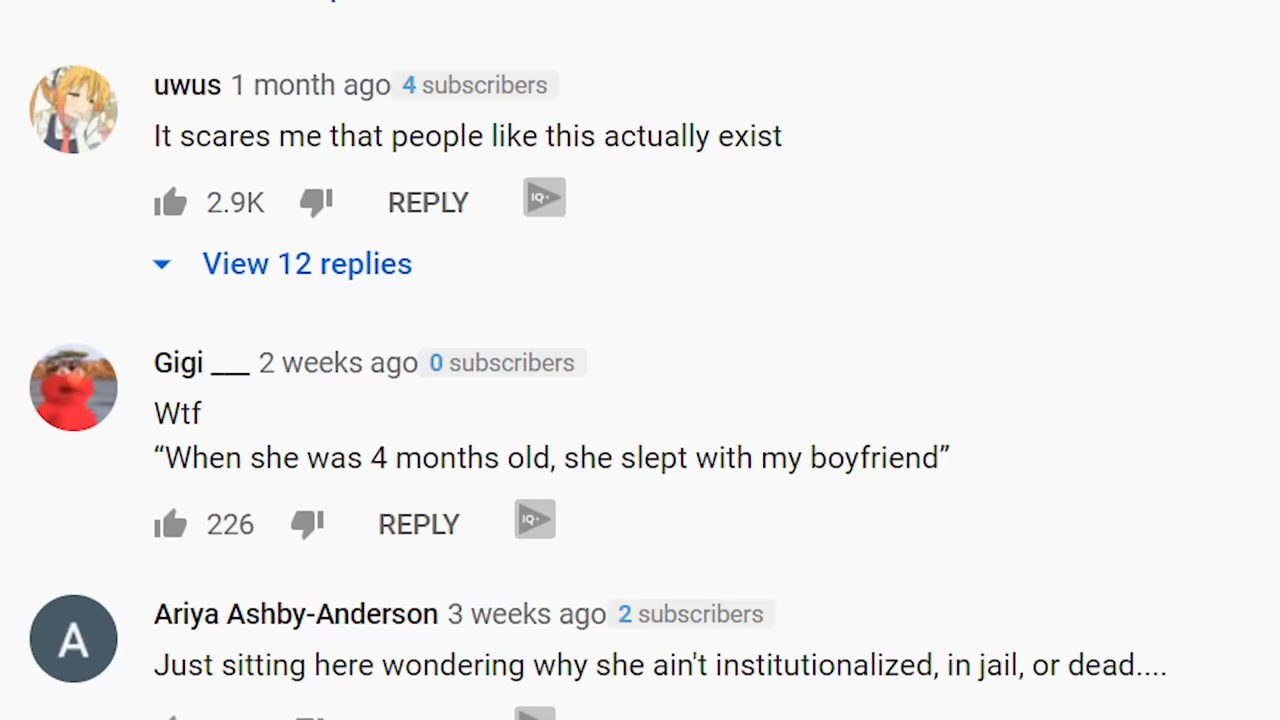 uwus 1 month ago 4 subscribers
It scares me that people like this actually exist
2.9K REPLY IQ+
View 12 replies
Gigi ___ 2 weeks ago 0 subscribers
Wtf
“When she was 4 months old, she slept with my boyfriend”
226 REPLY IQ+
A Ariya Ashby-Anderson 3 weeks ago 2 subscribers
Just sitting here wondering why she ain't institutionalized, in jail, or dead....